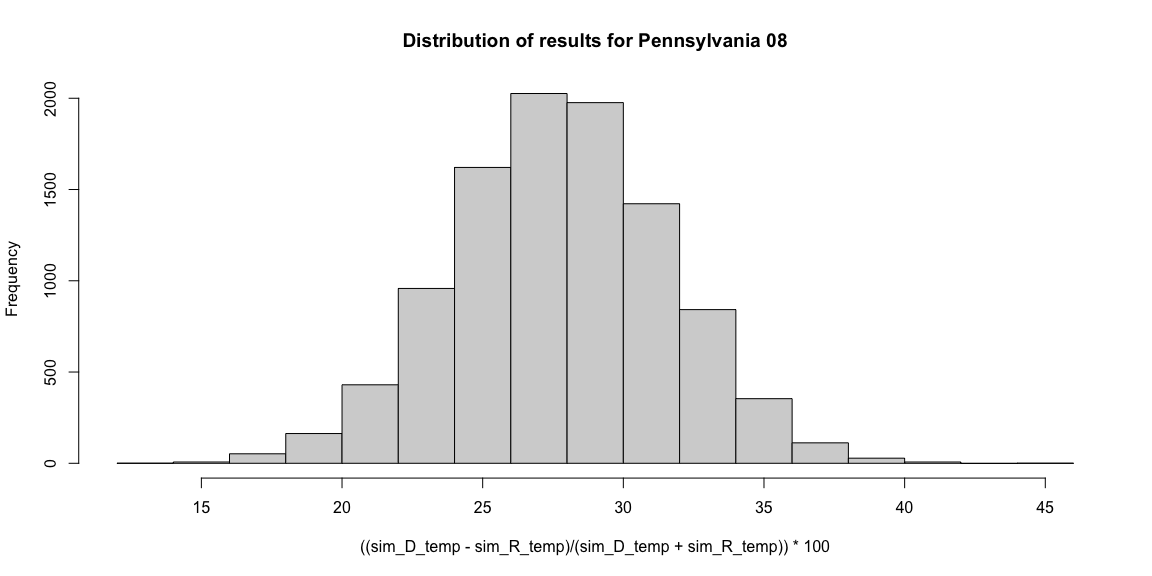 Distribution of results for Pennsylvania 08
2000
1500
1000
500
0
Frequency
15 20 25 30 35 40 45
((sim_D_temp - sim_R_temp)/(sim_D_temp + sim_R_temp)) * 100